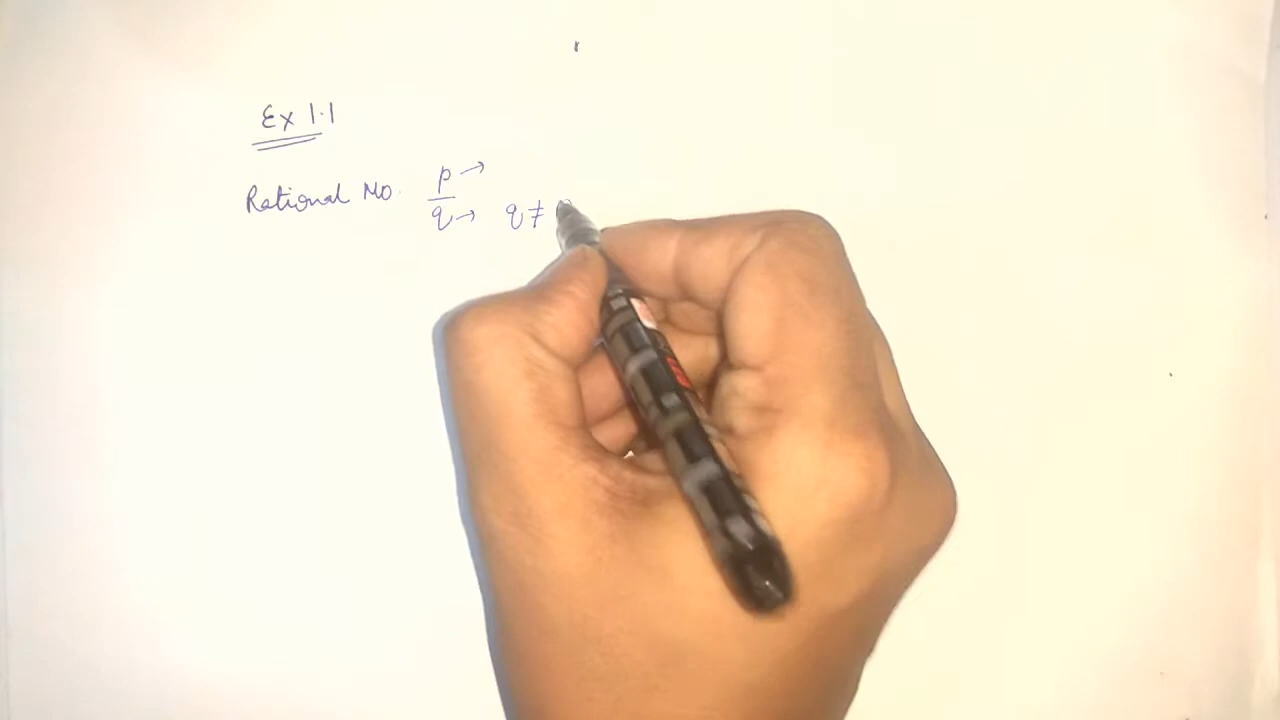 Ex 1.1
Rational No. p →
q → q ≠